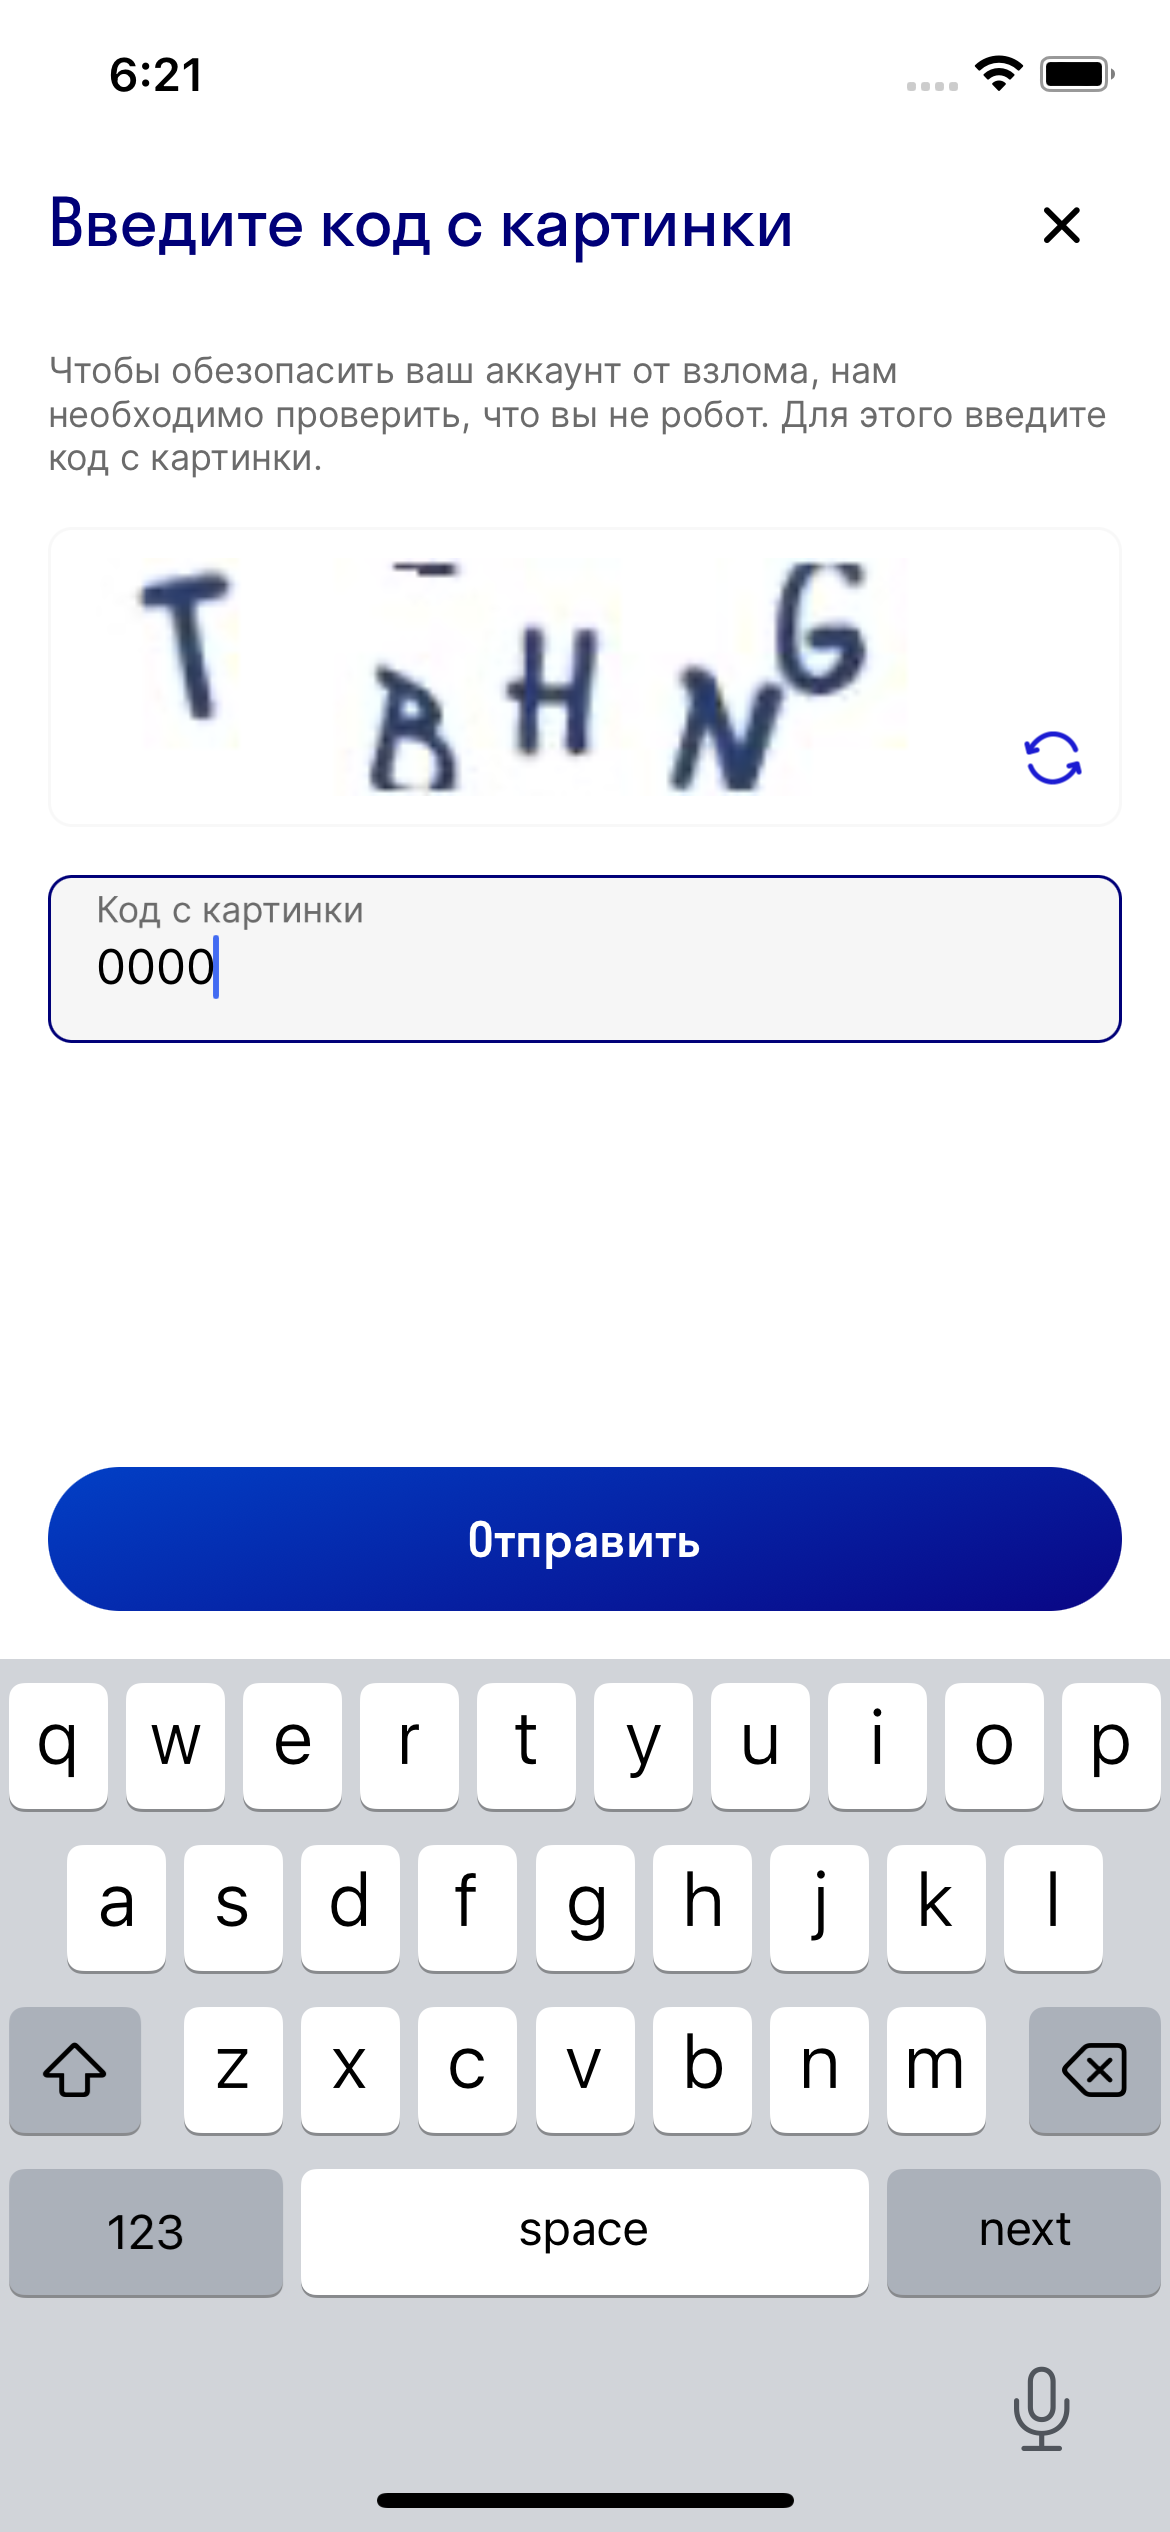 6:21
Введите код с картинки
Чтобы обезопасить ваш аккаунт от взлома, нам
необходимо проверить, что вы не робот. Для этого введите
код с картинки.
T B H N G
Код с картинки
0000
Отправить
q w e r t y u i o p
a s d f g h j k l
z x c v b n m
123 space next